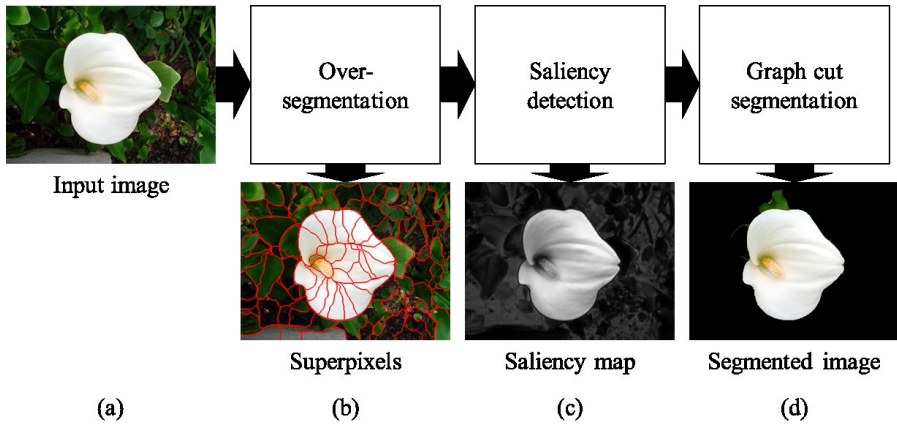 Over-
segmentation
Saliency
detection
Graph cut
segmentation
Input image
Superpixels
Saliency map
Segmented image
(a)
(b)
(c)
(d)